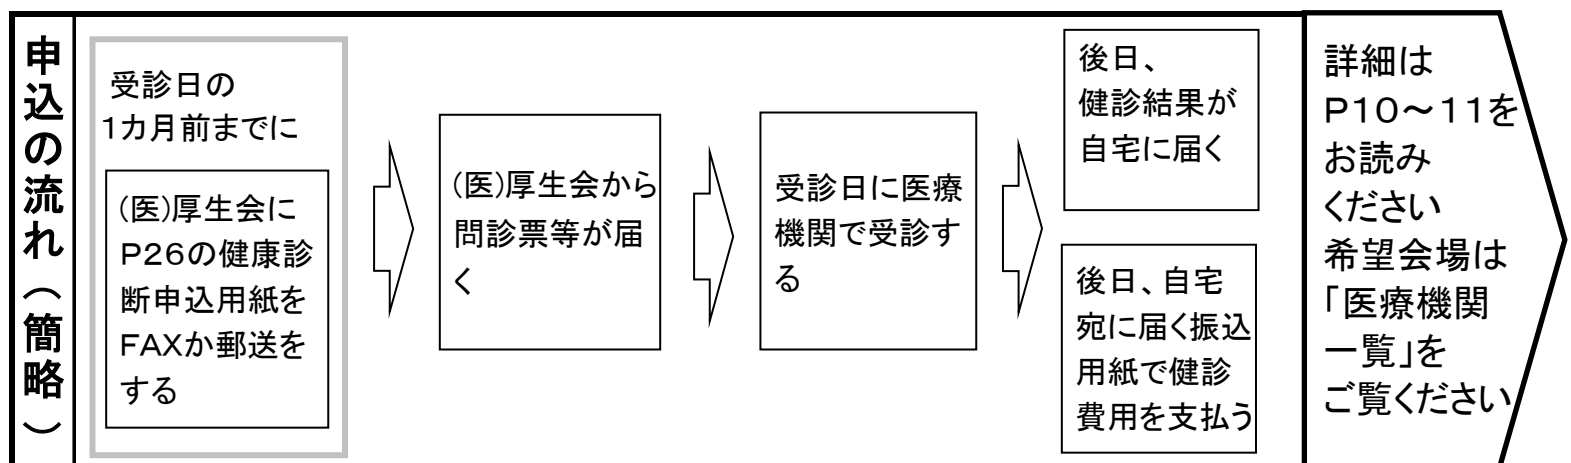 申込の流れ（簡略）
受診日の
1カ月前までに
(医)厚生会に
P26の健康診
断申込用紙を
FAXか郵送を
する
(医)厚生会から
問診票等が届
く
受診日に医療
機関で受診す
る
後日、
健診結果が
自宅に届く
後日、自宅
宛に届く振込
用紙で健診
費用を支払う
詳細は
P10～11を
お読み
ください
希望会場は
「医療機関
一覧」を
ご覧ください